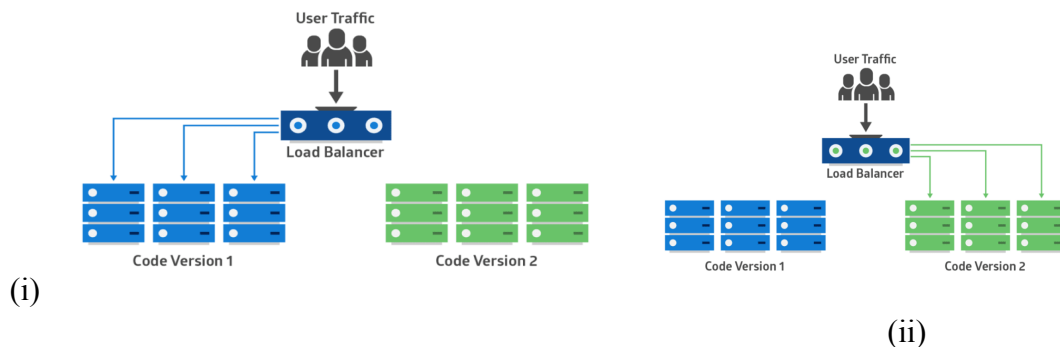 User Traffic
Load Balancer
Code Version 1
Code Version 2
(i)
User Traffic
Load Balancer
Code Version 1
Code Version 2
(ii)